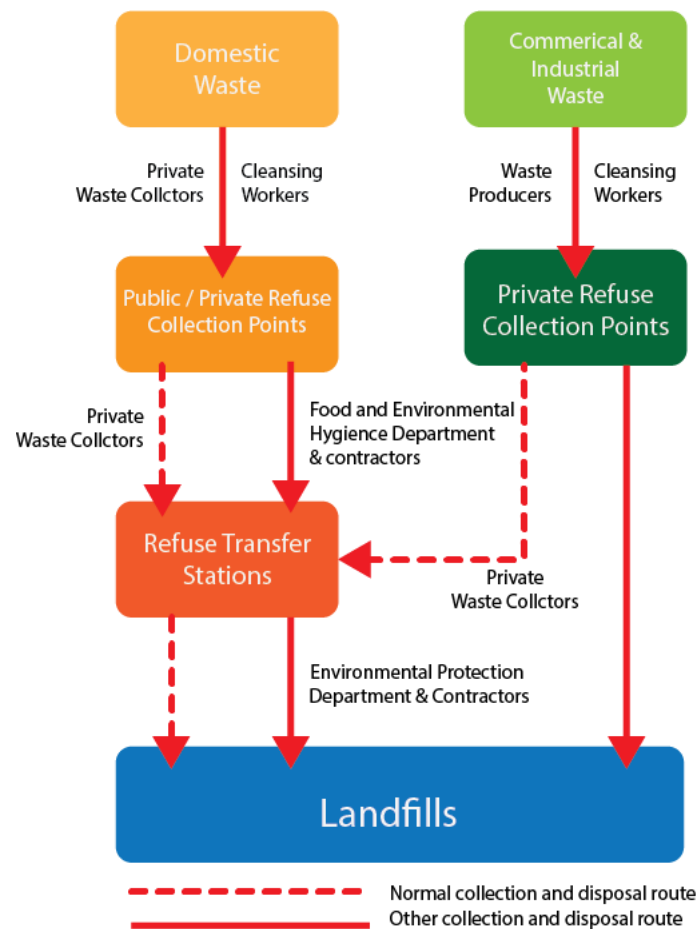 Domestic
Waste
Commerical &
Industrial
Waste
Private
Waste Collctors
Cleansing
Workers
Waste
Producers
Cleansing
Workers
Public / Private Refuse
Collection Points
Private Refuse
Collection Points
Private
Waste Collctors
Food and Environmental
Hygience Department
& contractors
Refuse Transfer
Stations
Private
Waste Collctors
Environmental Protection
Department & Contractors
Landfills
Normal collection and disposal route
Other collection and disposal route